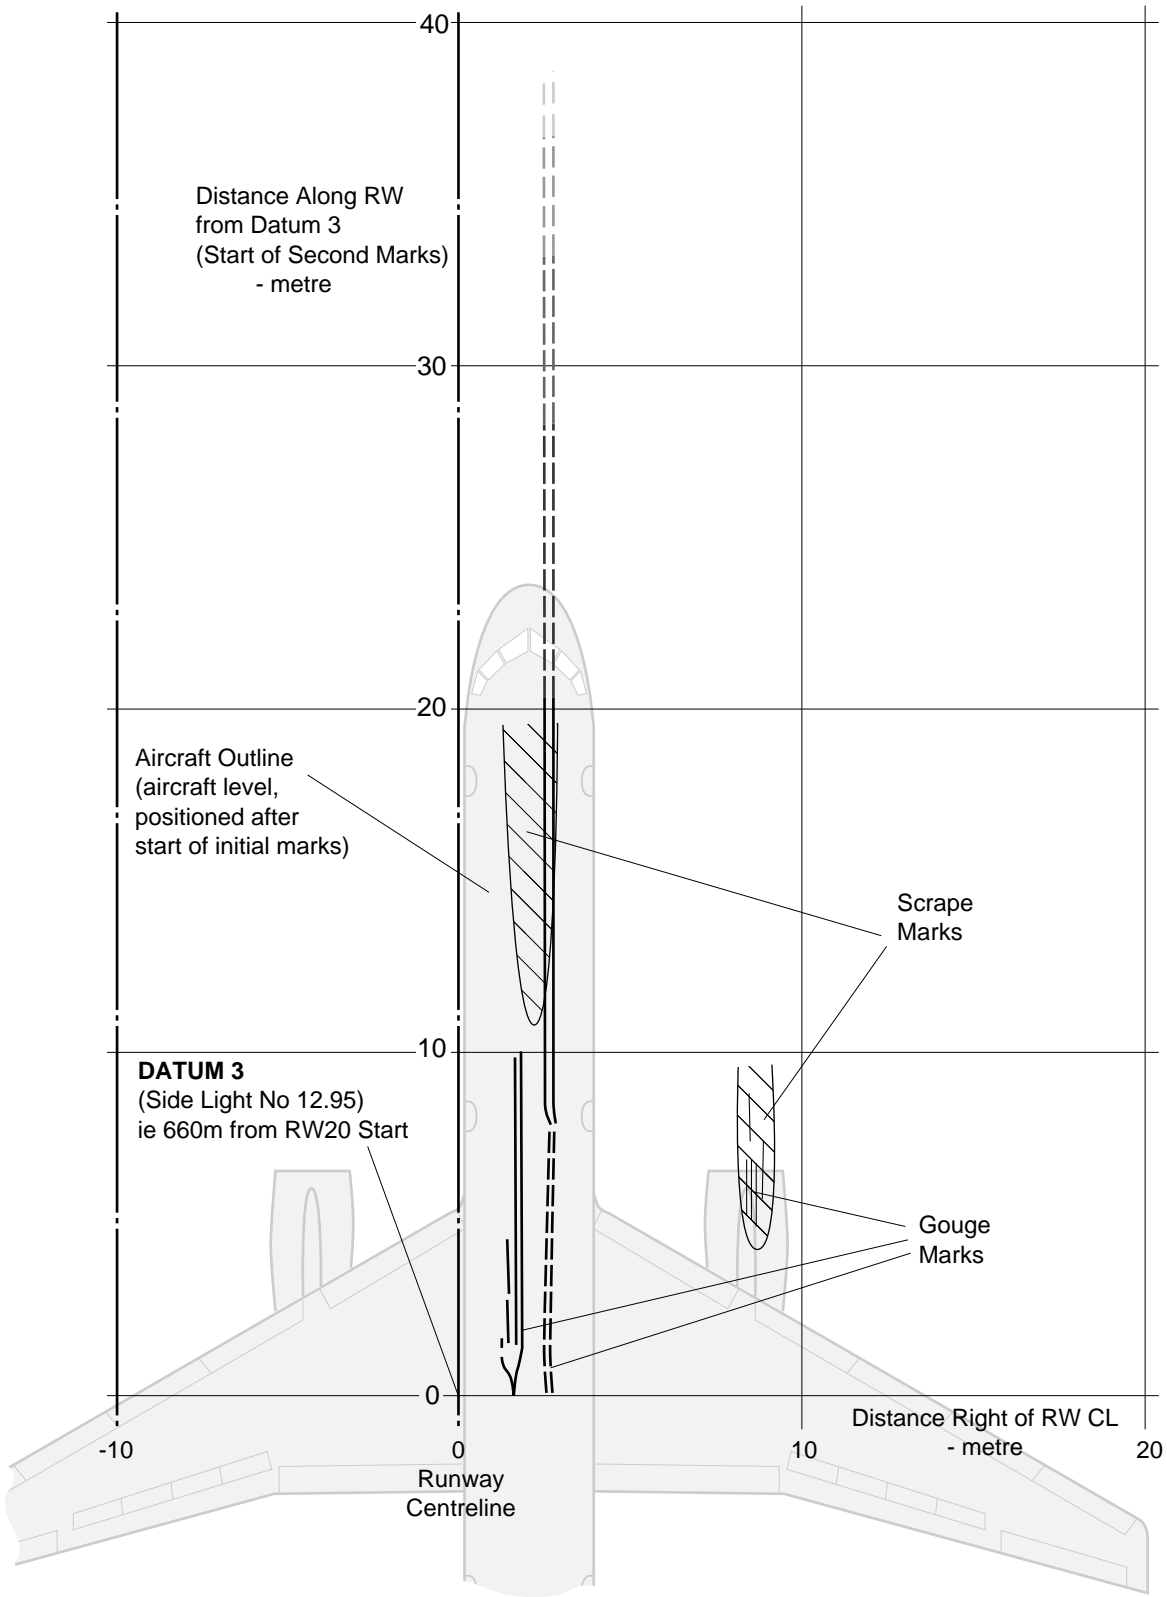 40
Distance Along RW
from Datum 3
(Start of Second Marks)
- metre
30
20
Aircraft Outline
(aircraft level,
positioned after
start of initial marks)
Scrape
Marks
10
DATUM 3
(Side Light No 12.95)
ie 660m from RW20 Start
Gouge
Marks
0
Distance Right of RW CL
- metre
-10
0
10
20
Runway
Centreline